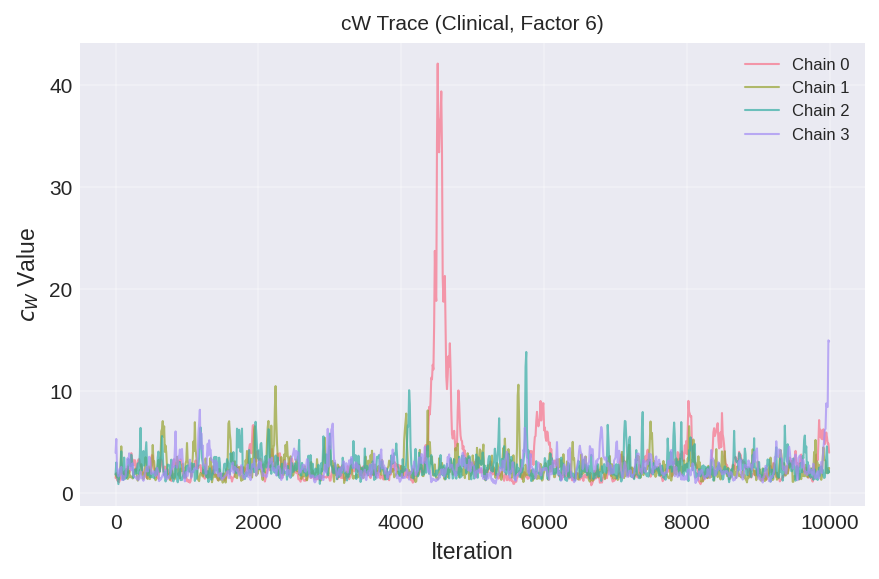 cW Trace (Clinical, Factor 6)
Chain 0
Chain 1
Chain 2
Chain 3
40
30
20
10
0
c_W Value
0 2000 4000 6000 8000 10000
Iteration